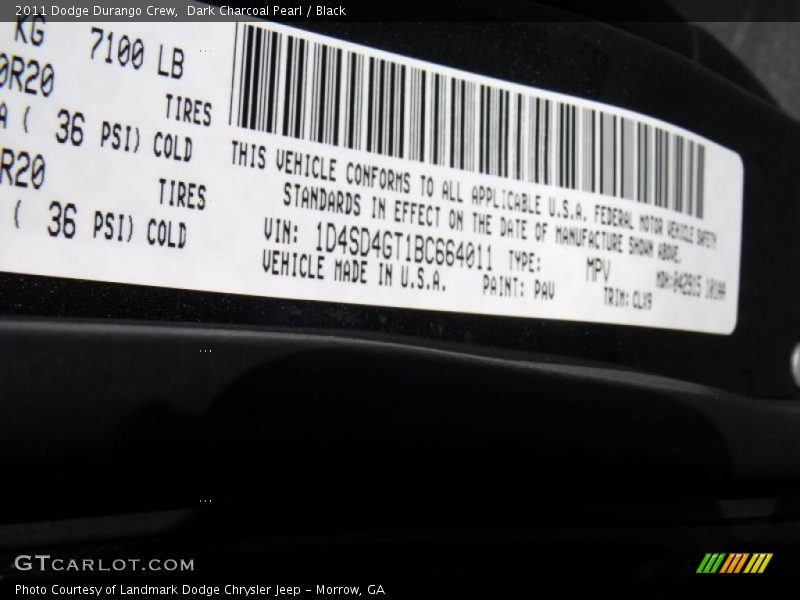 2011 Dodge Durango Crew,  Dark Charcoal Pearl / Black
KG 7100 LB
0R20 TIRES
A ( 36 PSI) COLD
R20 TIRES
( 36 PSI) COLD
THIS VEHICLE CONFORMS TO ALL APPLICABLE U.S.A. FEDERAL MOTOR VEHICLE SAFETY
STANDARDS IN EFFECT ON THE DATE OF MANUFACTURE SHOWN ABOVE.
VIN: 1D4SD4GT1BC664011 TYPE: MPV
VEHICLE MADE IN U.S.A. PAINT: PAV TRIM: CLX9
GTCARLOT.COM
Photo Courtesy of Landmark Dodge Chrysler Jeep – Morrow, GA